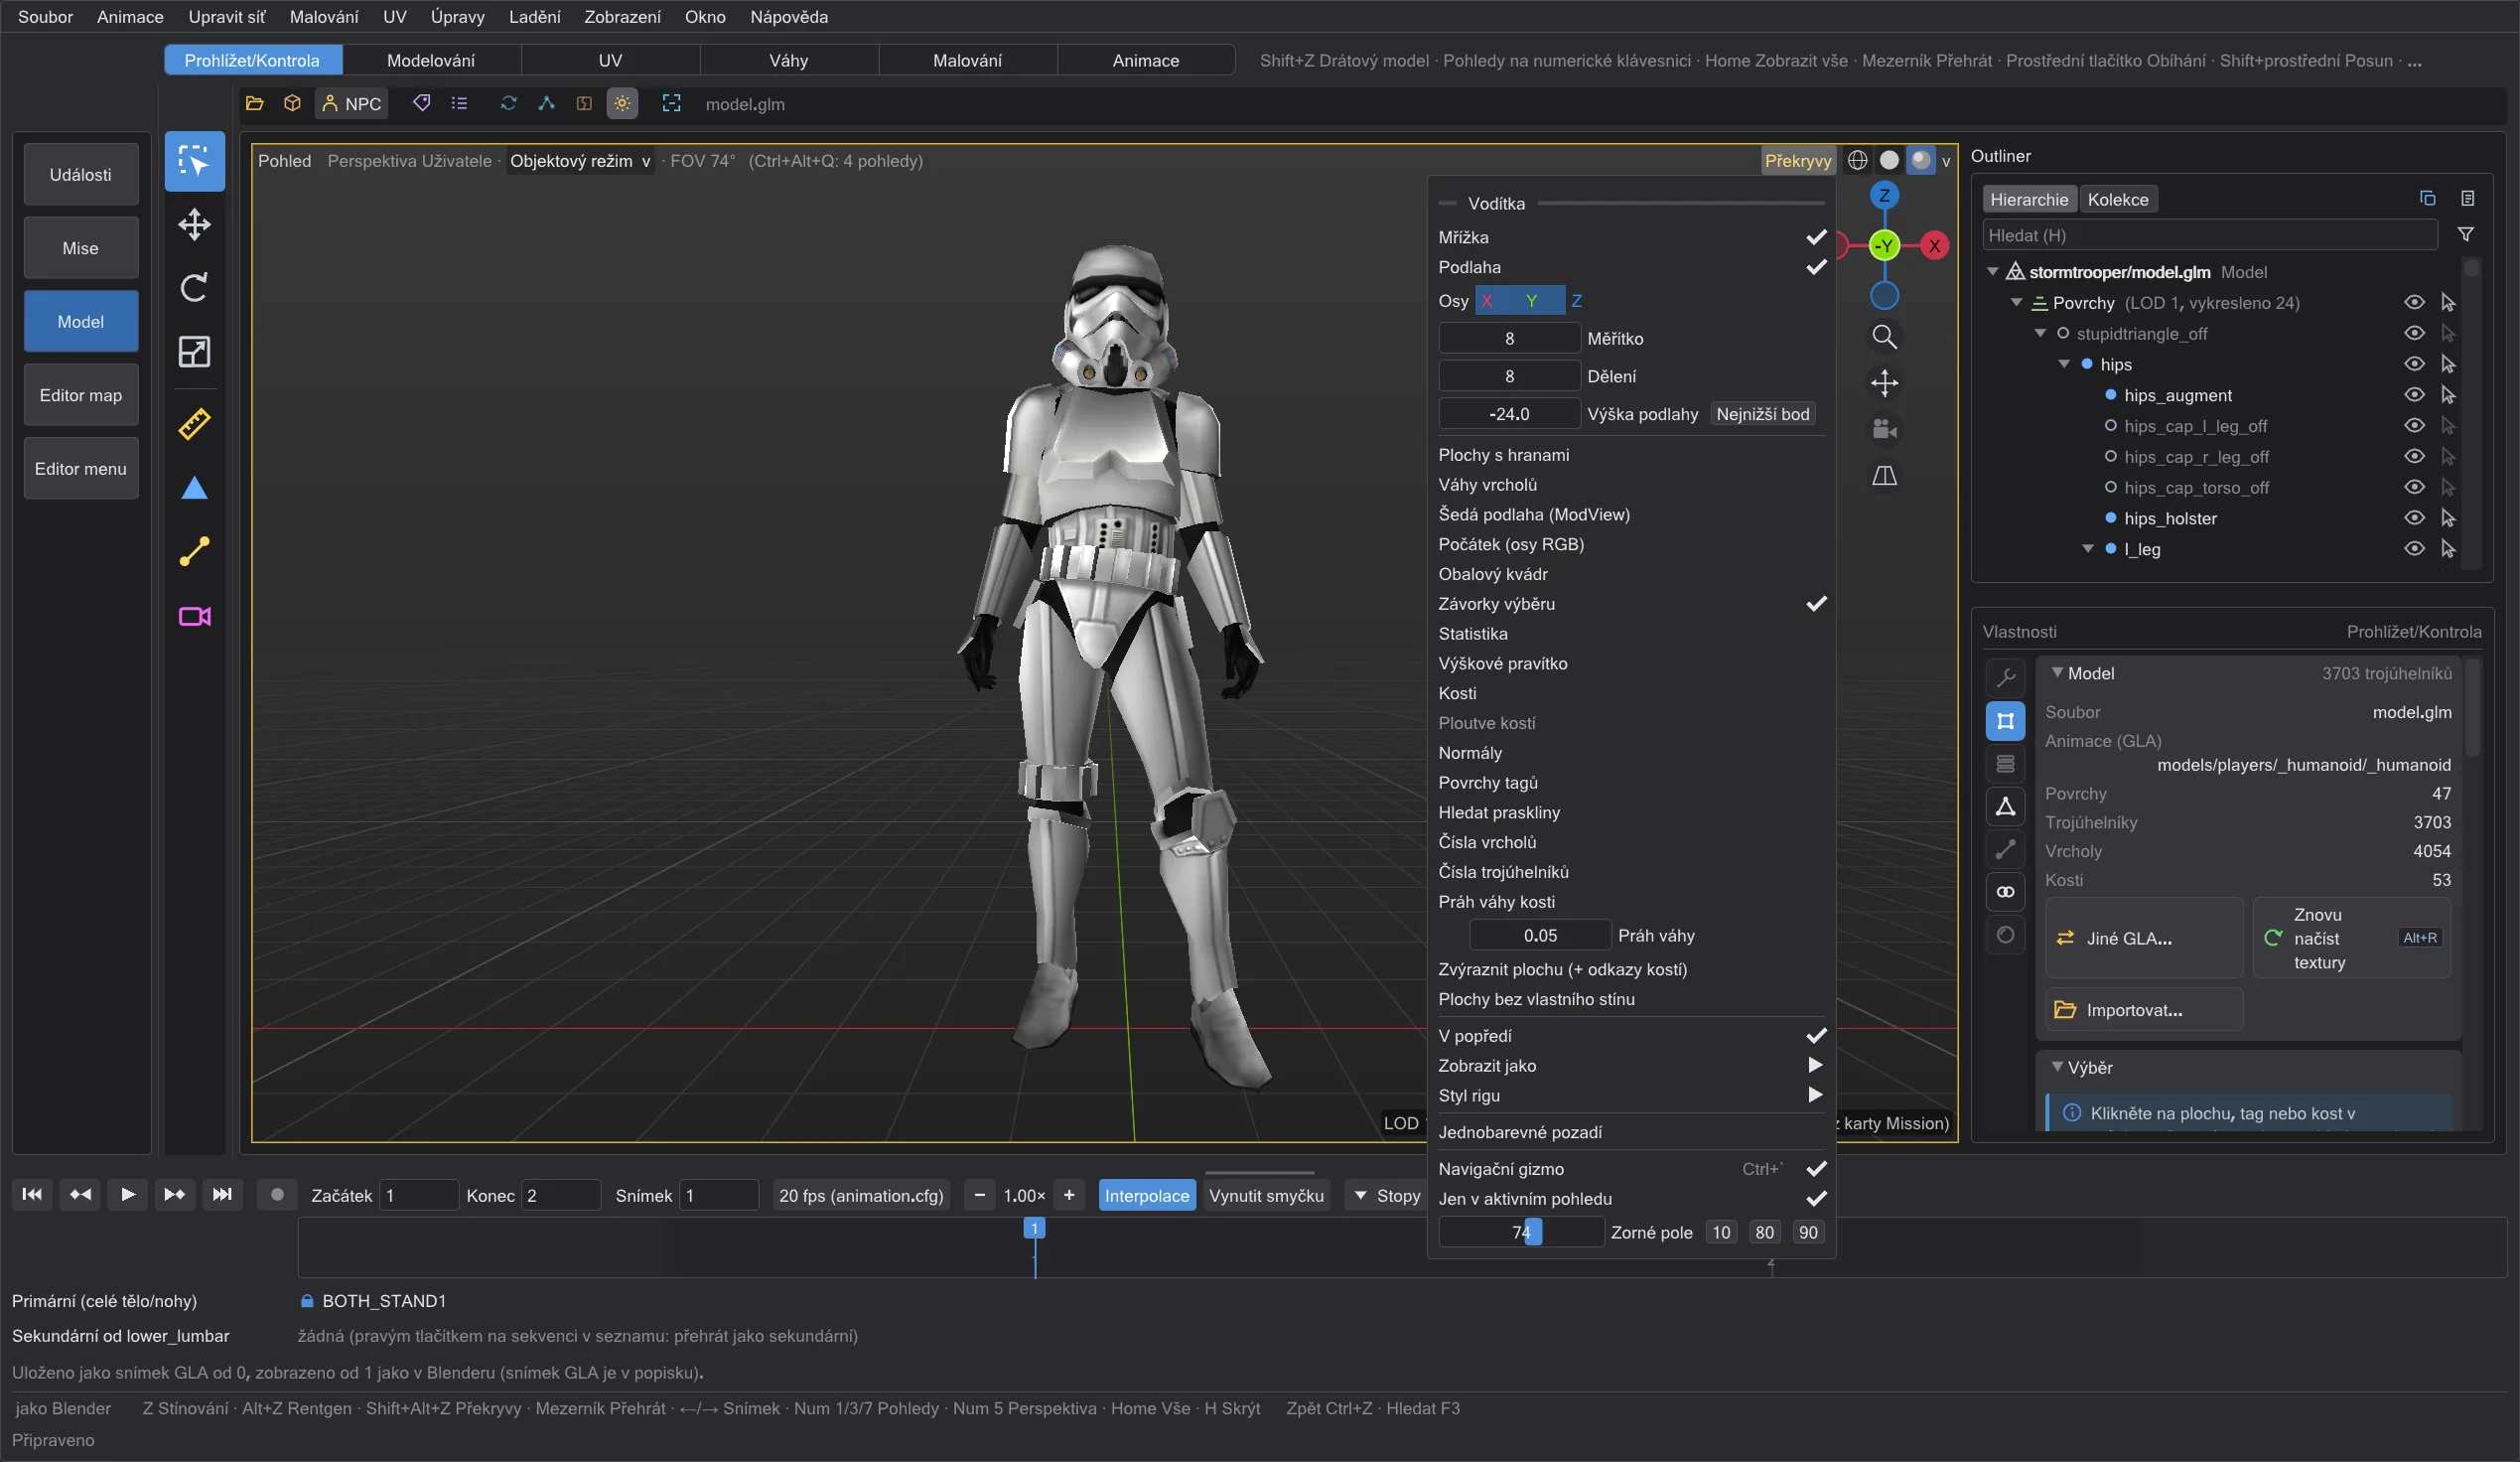 Soubor Animace Upravit síť Malování UV Úpravy Ladění Zobrazení Okno Nápověda
Prohlížet/Kontrola Modelování UV Váhy Malování Animace Shift+Z Drátový model · Pohledy na numerické klávesnici · Home Zobrazit vše · Mezerník Přehrát · Prostřední tlačítko Obíhání · Shift+prostřední Posun · ...
NPC model.glm
Události
Mise
Model
Editor map
Editor menu
Pohled Perspektiva Uživatele · Objektový režim v · FOV 74° (Ctrl+Alt+Q: 4 pohledy)
Překryvy v
Z
-Y
X
Vodítka
Mřížka
Podlaha
Osy X Y Z
8 Měřítko
8 Dělení
-24.0 Výška podlahy Nejnižší bod
Plochy s hranami
Váhy vrcholů
Šedá podlaha (ModView)
Počátek (osy RGB)
Obalový kvádr
Závorky výběru
Statistika
Výškové pravítko
Kosti
Ploutve kostí
Normály
Povrchy tagů
Hledat praskliny
Čísla vrcholů
Čísla trojúhelníků
Práh váhy kosti
0.05 Práh váhy
Zvýraznit plochu (+ odkazy kostí)
Plochy bez vlastního stínu
V popředí
Zobrazit jako
Styl rigu
Jednobarevné pozadí
Navigační gizmo Ctrl+`
Jen v aktivním pohledu
74 Zorné pole 10 80 90
LOD
karty Mission)
Outliner
Hierarchie Kolekce
Hledat (H)
stormtrooper/model.glm Model
Povrchy (LOD 1, vykresleno 24)
stupidtriangle_off
hips
hips_augment
hips_cap_l_leg_off
hips_cap_r_leg_off
hips_cap_torso_off
hips_holster
l_leg
Vlastnosti Prohlížet/Kontrola
Model 3703 trojúhelníků
Soubor model.glm
Animace (GLA)
models/players/_humanoid/_humanoid
Povrchy 47
Trojúhelníky 3703
Vrcholy 4054
Kosti 53
Jiné GLA...
Znovu načíst textury Alt+R
Importovat...
Výběr
Klikněte na plochu, tag nebo kost v
Začátek 1 Konec 2 Snímek 1 20 fps (animation.cfg) − 1.00× + Interpolace Vynutit smyčku Stopy
1
2
Primární (celé tělo/nohy) BOTH_STAND1
Sekundární od lower_lumbar žádná (pravým tlačítkem na sekvenci v seznamu: přehrát jako sekundární)
Uloženo jako snímek GLA od 0, zobrazeno od 1 jako v Blenderu (snímek GLA je v popisku).
jako Blender Z Stínování · Alt+Z Rentgen · Shift+Alt+Z Překryvy · Mezerník Přehrát · ←/→ Snímek · Num 1/3/7 Pohledy · Num 5 Perspektiva · Home Vše · H Skrýt Zpět Ctrl+Z · Hledat F3
Připraveno